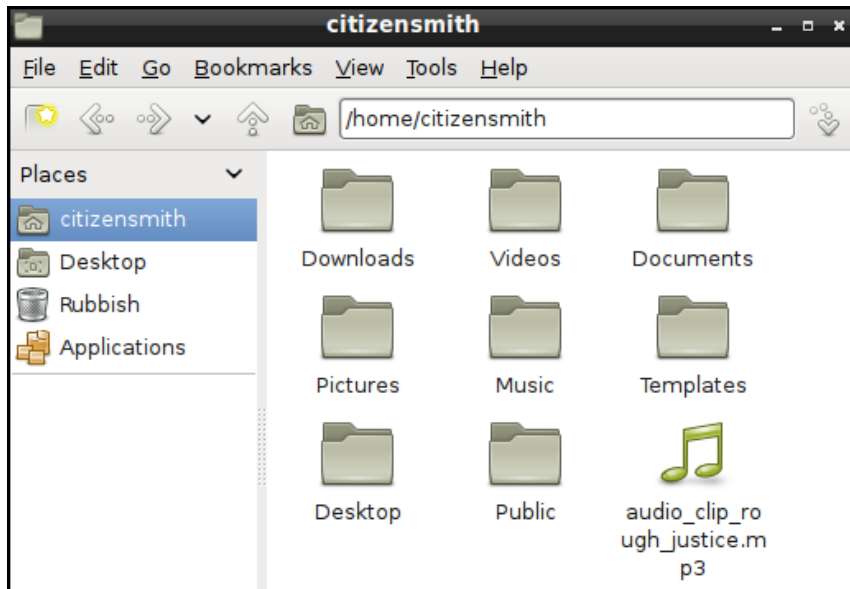 citizensmith
File Edit Go Bookmarks View Tools Help
/home/citizensmith
Places
citizensmith
Desktop
Rubbish
Applications
Downloads Videos Documents
Pictures Music Templates
Desktop Public audio_clip_ro
ugh_justice.m
p3